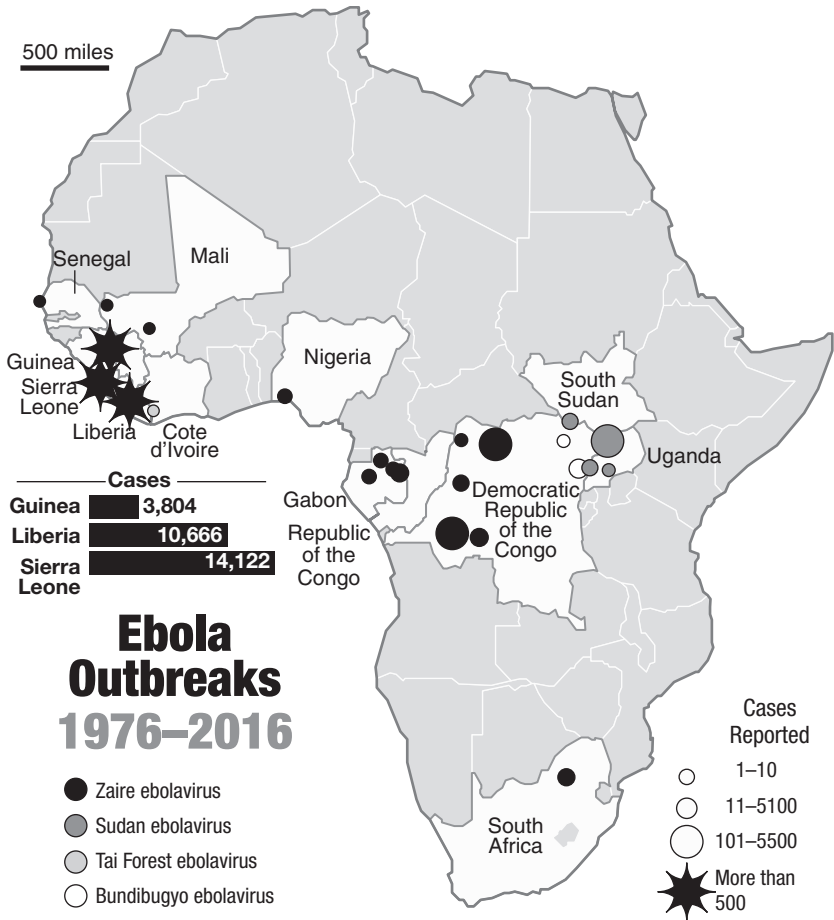 500 miles
Senegal
Mali
Guinea
Sierra
Leone
Liberia
Cote
d'Ivoire
Nigeria
South
Sudan
Uganda
Gabon
Republic
of the
Congo
Democratic
Republic
of the
Congo
South
Africa
Cases
Guinea 3,804
Liberia 10,666
Sierra
Leone 14,122
Ebola
Outbreaks
1976–2016
Zaire ebolavirus
Sudan ebolavirus
Tai Forest ebolavirus
Bundibugyo ebolavirus
Cases
Reported
1–10
11–5100
101–5500
More than
500